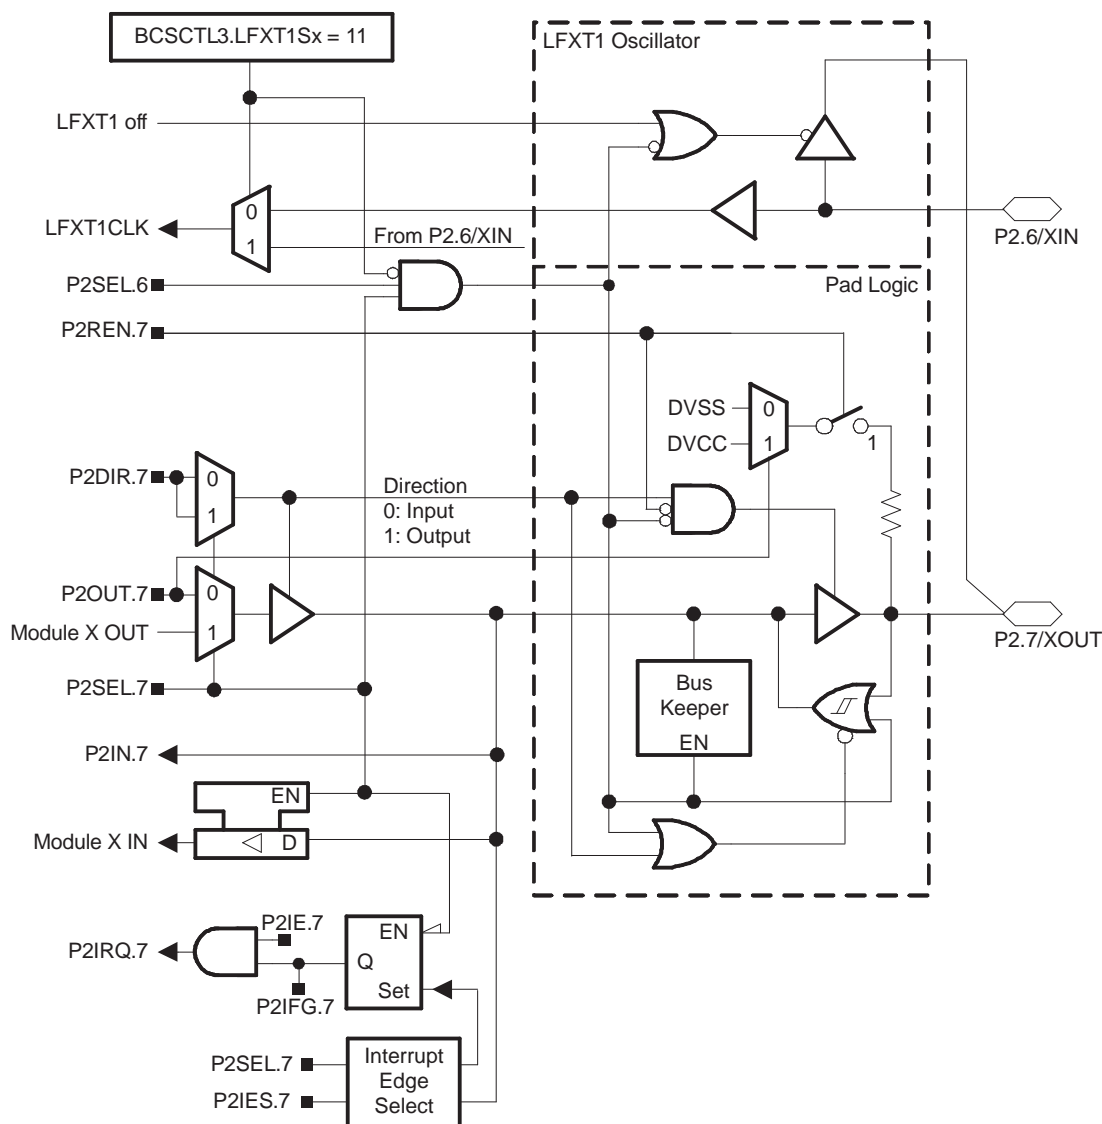 BCSCTL3.LFXT1Sx = 11
LFXT1 Oscillator
LFXT1 off
0
LFXT1CLK
1
From P2.6/XIN
P2.6/XIN
P2SEL.6
Pad Logic
P2REN.7
DVSS
0
DVCC
1
1
P2DIR.7
0
1
Direction
0: Input
1: Output
P2OUT.7
0
Module X OUT
1
P2.7/XOUT
P2SEL.7
Bus
Keeper
EN
P2IN.7
EN
Module X IN
D
P2IE.7
EN
P2IRQ.7
Q
Set
P2IFG.7
P2SEL.7
P2IES.7
Interrupt
Edge
Select